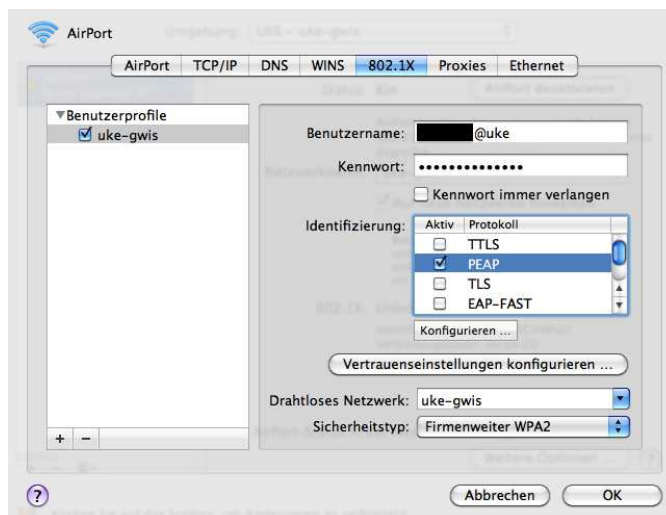 AirPort
AirPort TCP/IP DNS WINS 802.1X Proxies Ethernet
Benutzerprofile
uke-gwis
Benutzername: @uke
Kennwort: ••••••••••••••
Kennwort immer verlangen
Identifizierung: Aktiv Protokoll
TTLS
PEAP
TLS
EAP-FAST
Konfigurieren ...
Vertrauenseinstellungen konfigurieren ...
Drahtloses Netzwerk: uke-gwis
Sicherheitstyp: Firmenweiter WPA2
+ −
? Abbrechen OK